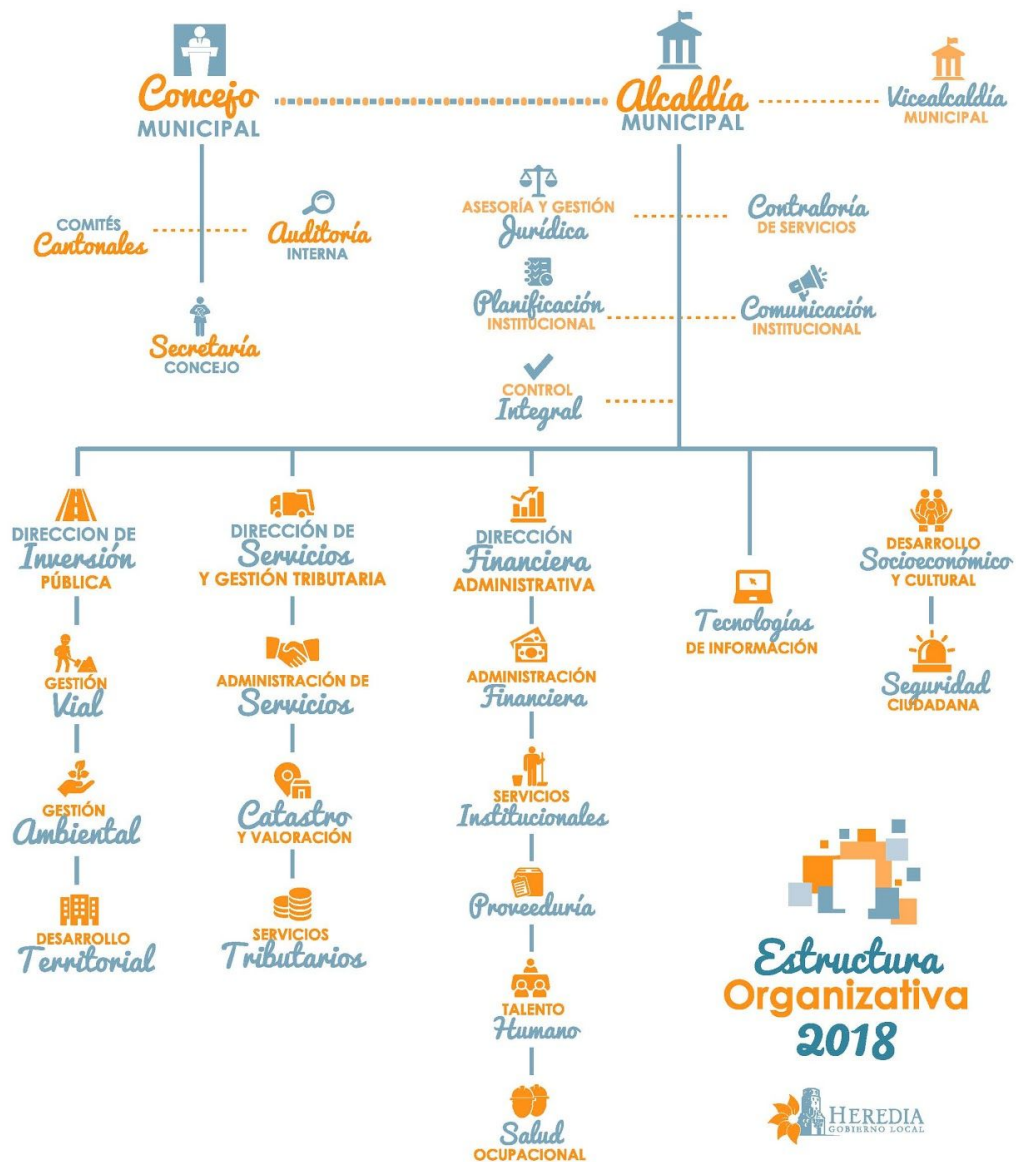 Concejo
MUNICIPAL
Alcaldía
MUNICIPAL
Vicealcaldía
MUNICIPAL
COMITÉS
Cantonales
Auditoría
INTERNA
Secretaría
CONCEJO
ASESORÍA Y GESTIÓN
Jurídica
Contraloría
DE SERVICIOS
Planificación
INSTITUCIONAL
Comunicación
INSTITUCIONAL
CONTROL
Integral
DIRECCION DE
Inversión
PÚBLICA
GESTIÓN
Vial
GESTIÓN
Ambiental
DESARROLLO
Territorial
DIRECCIÓN DE
Servicios
Y GESTIÓN TRIBUTARIA
ADMINISTRACIÓN DE
Servicios
Catastro
Y VALORACIÓN
SERVICIOS
Tributarios
DIRECCIÓN
Financiera
ADMINISTRATIVA
ADMINISTRACIÓN
Financiera
SERVICIOS
Institucionales
Proveeduría
TALENTO
Humano
Salud
OCUPACIONAL
Tecnologías
DE INFORMACIÓN
DESARROLLO
Socioeconómico
Y CULTURAL
Seguridad
CIUDADANA
Estructura
Organizativa
2018
HEREDIA
GOBIERNO LOCAL